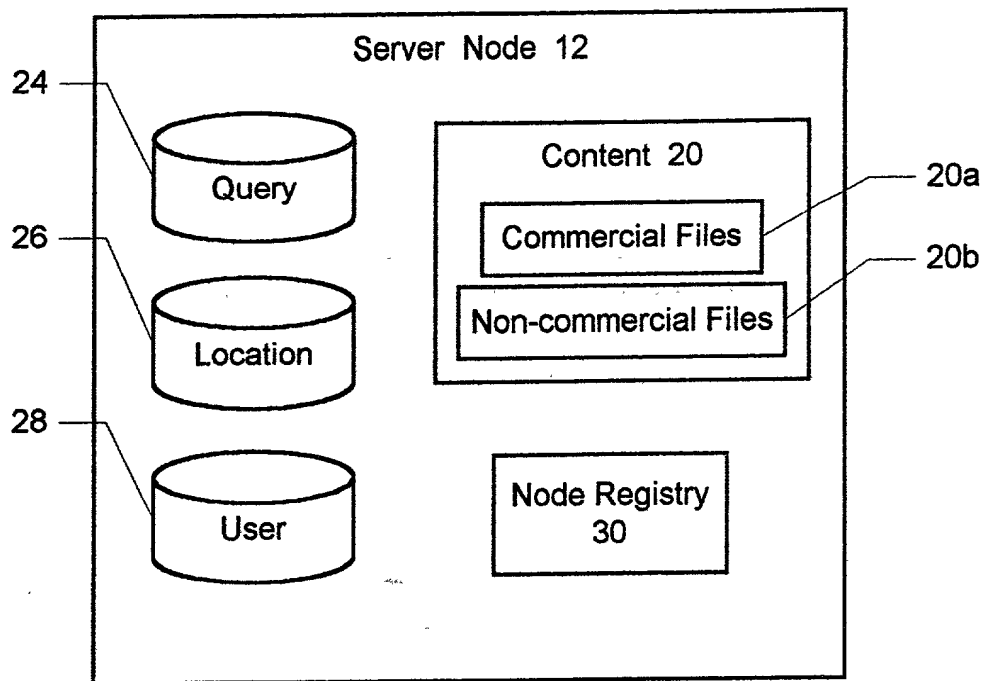 Server Node 12
24
Query
26
Location
28
User
Content 20
Commercial Files
20a
Non-commercial Files
20b
Node Registry
30